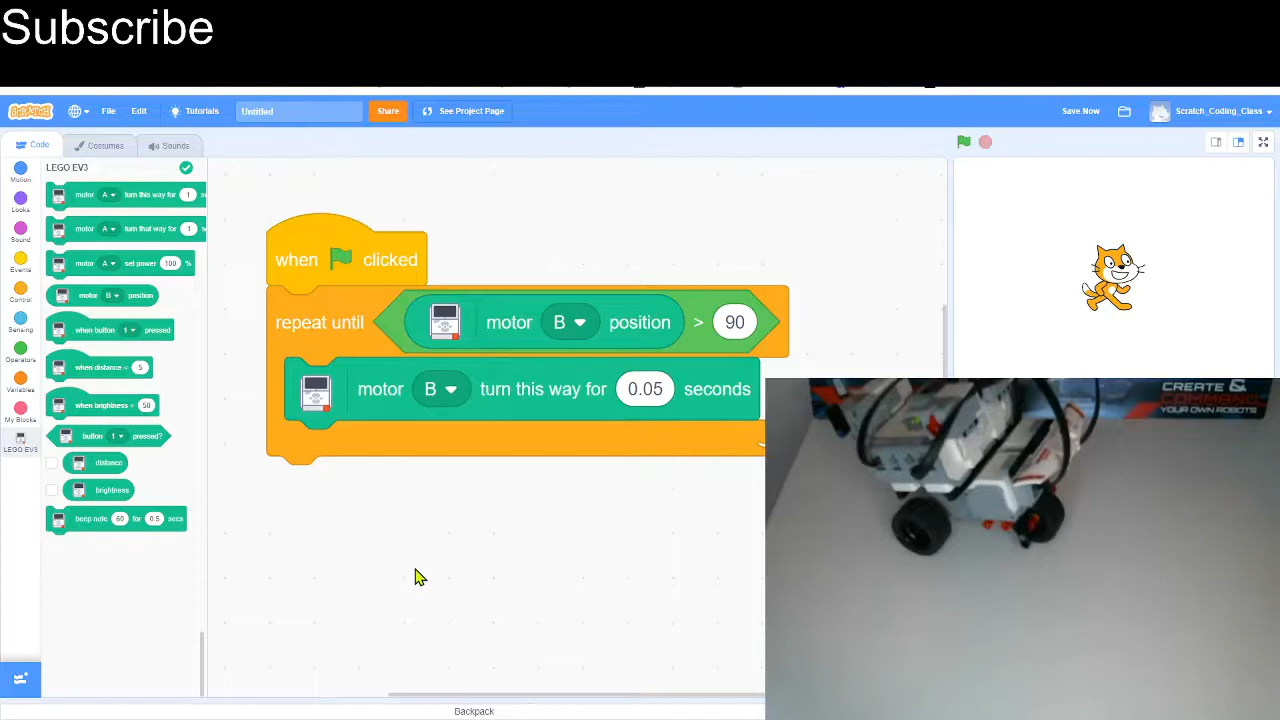 Subscribe
SCRATCH File Edit Tutorials Untitled Share See Project Page Save Now Scratch_Coding_Class
Code Costumes Sounds
LEGO EV3
Motion
Looks
Sound
Events
Control
Sensing
Operators
Variables
My Blocks
LEGO EV3
motor A turn this way for 1 se
motor A turn that way for 1 se
motor A set power 100 %
motor B position
when button 1 pressed
when distance < 5
when brightness < 50
button 1 pressed?
distance
brightness
beep note 60 for 0.5 secs
when clicked
repeat until motor B position > 90
motor B turn this way for 0.05 seconds
CREATE &
COMMAND
YOUR OWN ROBOTS
Backpack